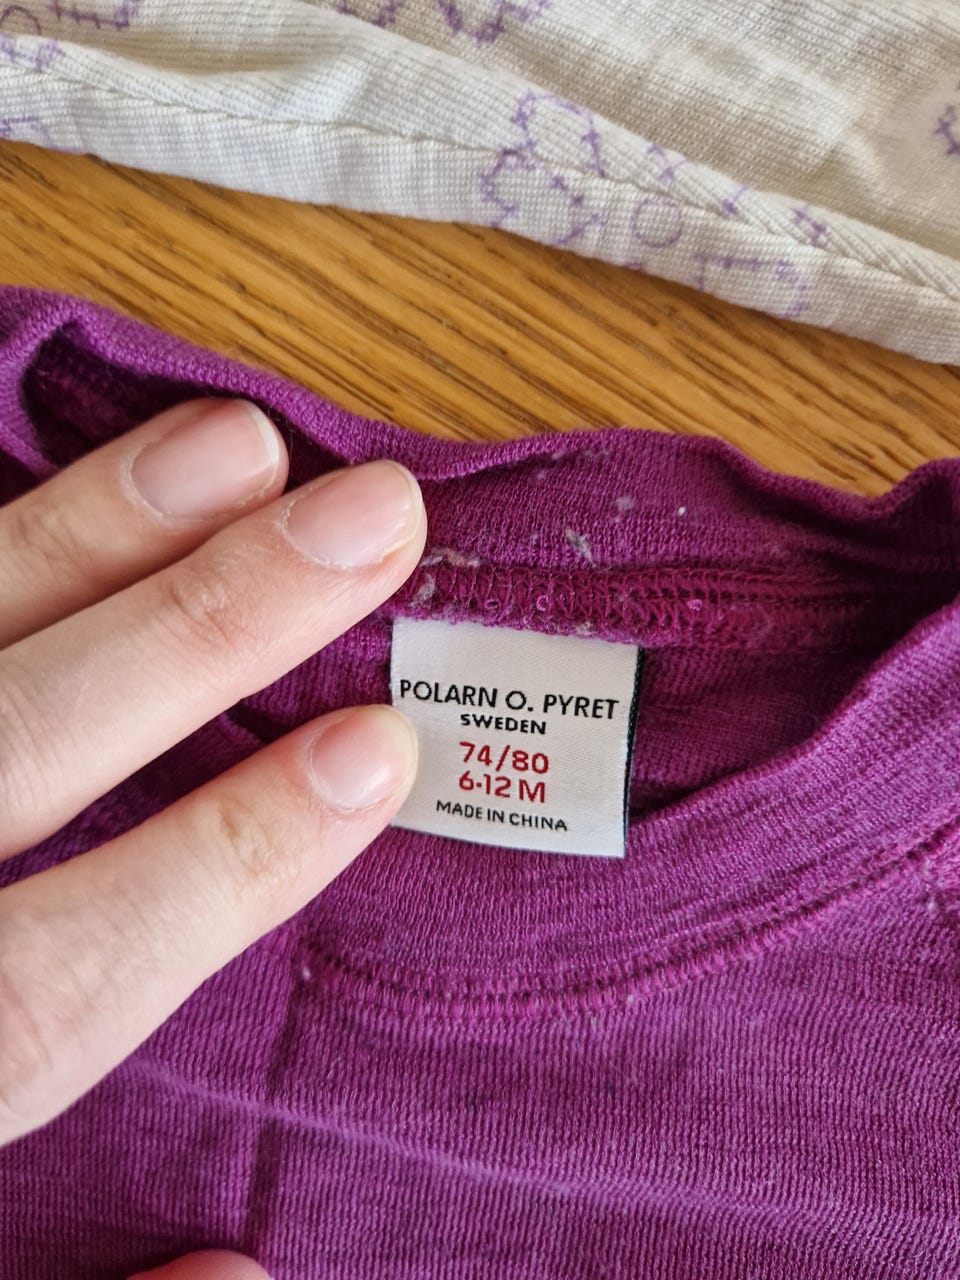 POLARN O. PYRET
SWEDEN
74/80
6-12 M
MADE IN CHINA